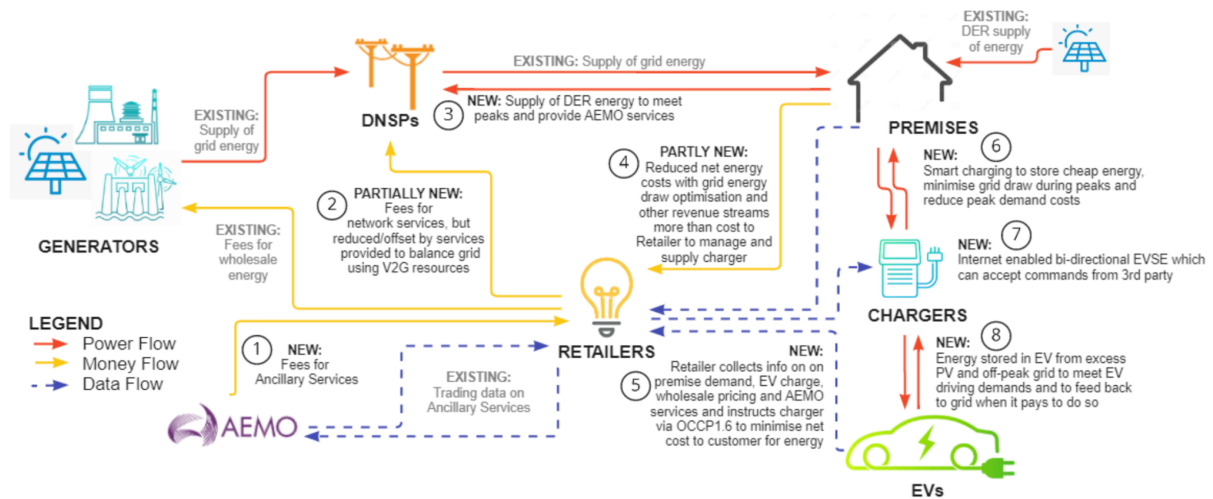 EXISTING:
DER supply
of energy
EXISTING: Supply of grid energy
DNSPs
3
NEW: Supply of DER energy to meet
peaks and provide AEMO services
EXISTING:
Supply of
grid energy
GENERATORS
PREMISES
6
NEW:
Smart charging to store cheap energy,
minimise grid draw during peaks and
reduce peak demand costs
4
PARTLY NEW:
Reduced net energy
costs with grid energy
draw optimisation and
other revenue streams
more than cost to
Retailer to manage and
supply charger
2
PARTIALLY NEW:
Fees for
network services, but
reduced/offset by services
provided to balance grid
using V2G resources
EXISTING:
Fees for
wholesale
energy
7
NEW:
Internet enabled bi-directional EVSE which
can accept commands from 3rd party
CHARGERS
LEGEND
Power Flow
Money Flow
Data Flow
1
NEW:
Fees for
Ancillary Services
RETAILERS
EXISTING:
Trading data on
Ancillary Services
AEMO
5
NEW:
Retailer collects info on on
premise demand, EV charge,
wholesale pricing and AEMO
services and instructs charger
via OCCP1.6 to minimise net
cost to customer for energy
8
NEW:
Energy stored in EV from excess
PV and off-peak grid to meet EV
driving demands and to feed back
to grid when it pays to do so
EVs